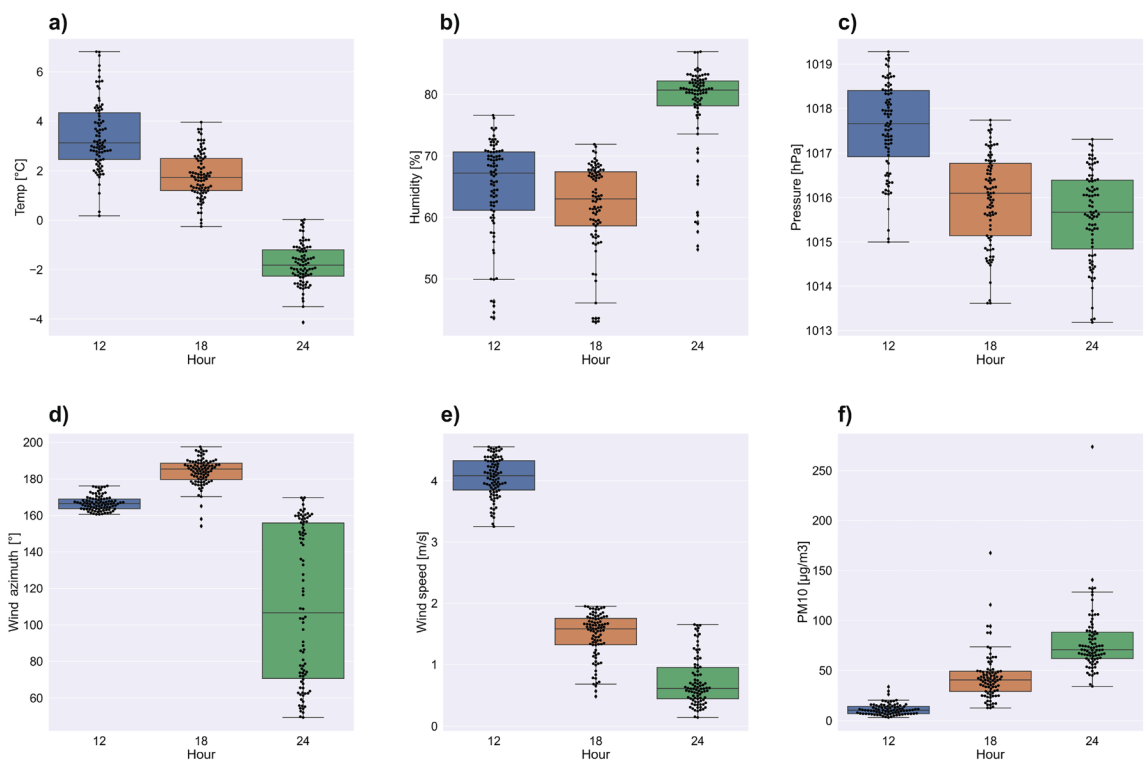 a)
Temp [°C]
6
4
2
0
−2
−4
12 18 24
Hour
b)
Humidity [%]
80
70
60
50
12 18 24
Hour
c)
Pressure [hPa]
1019
1018
1017
1016
1015
1014
1013
12 18 24
Hour
d)
Wind azimuth [°]
200
180
160
140
120
100
80
60
12 18 24
Hour
e)
Wind speed [m/s]
4
3
2
1
0
12 18 24
Hour
f)
PM10 [µg/m3]
250
200
150
100
50
0
12 18 24
Hour